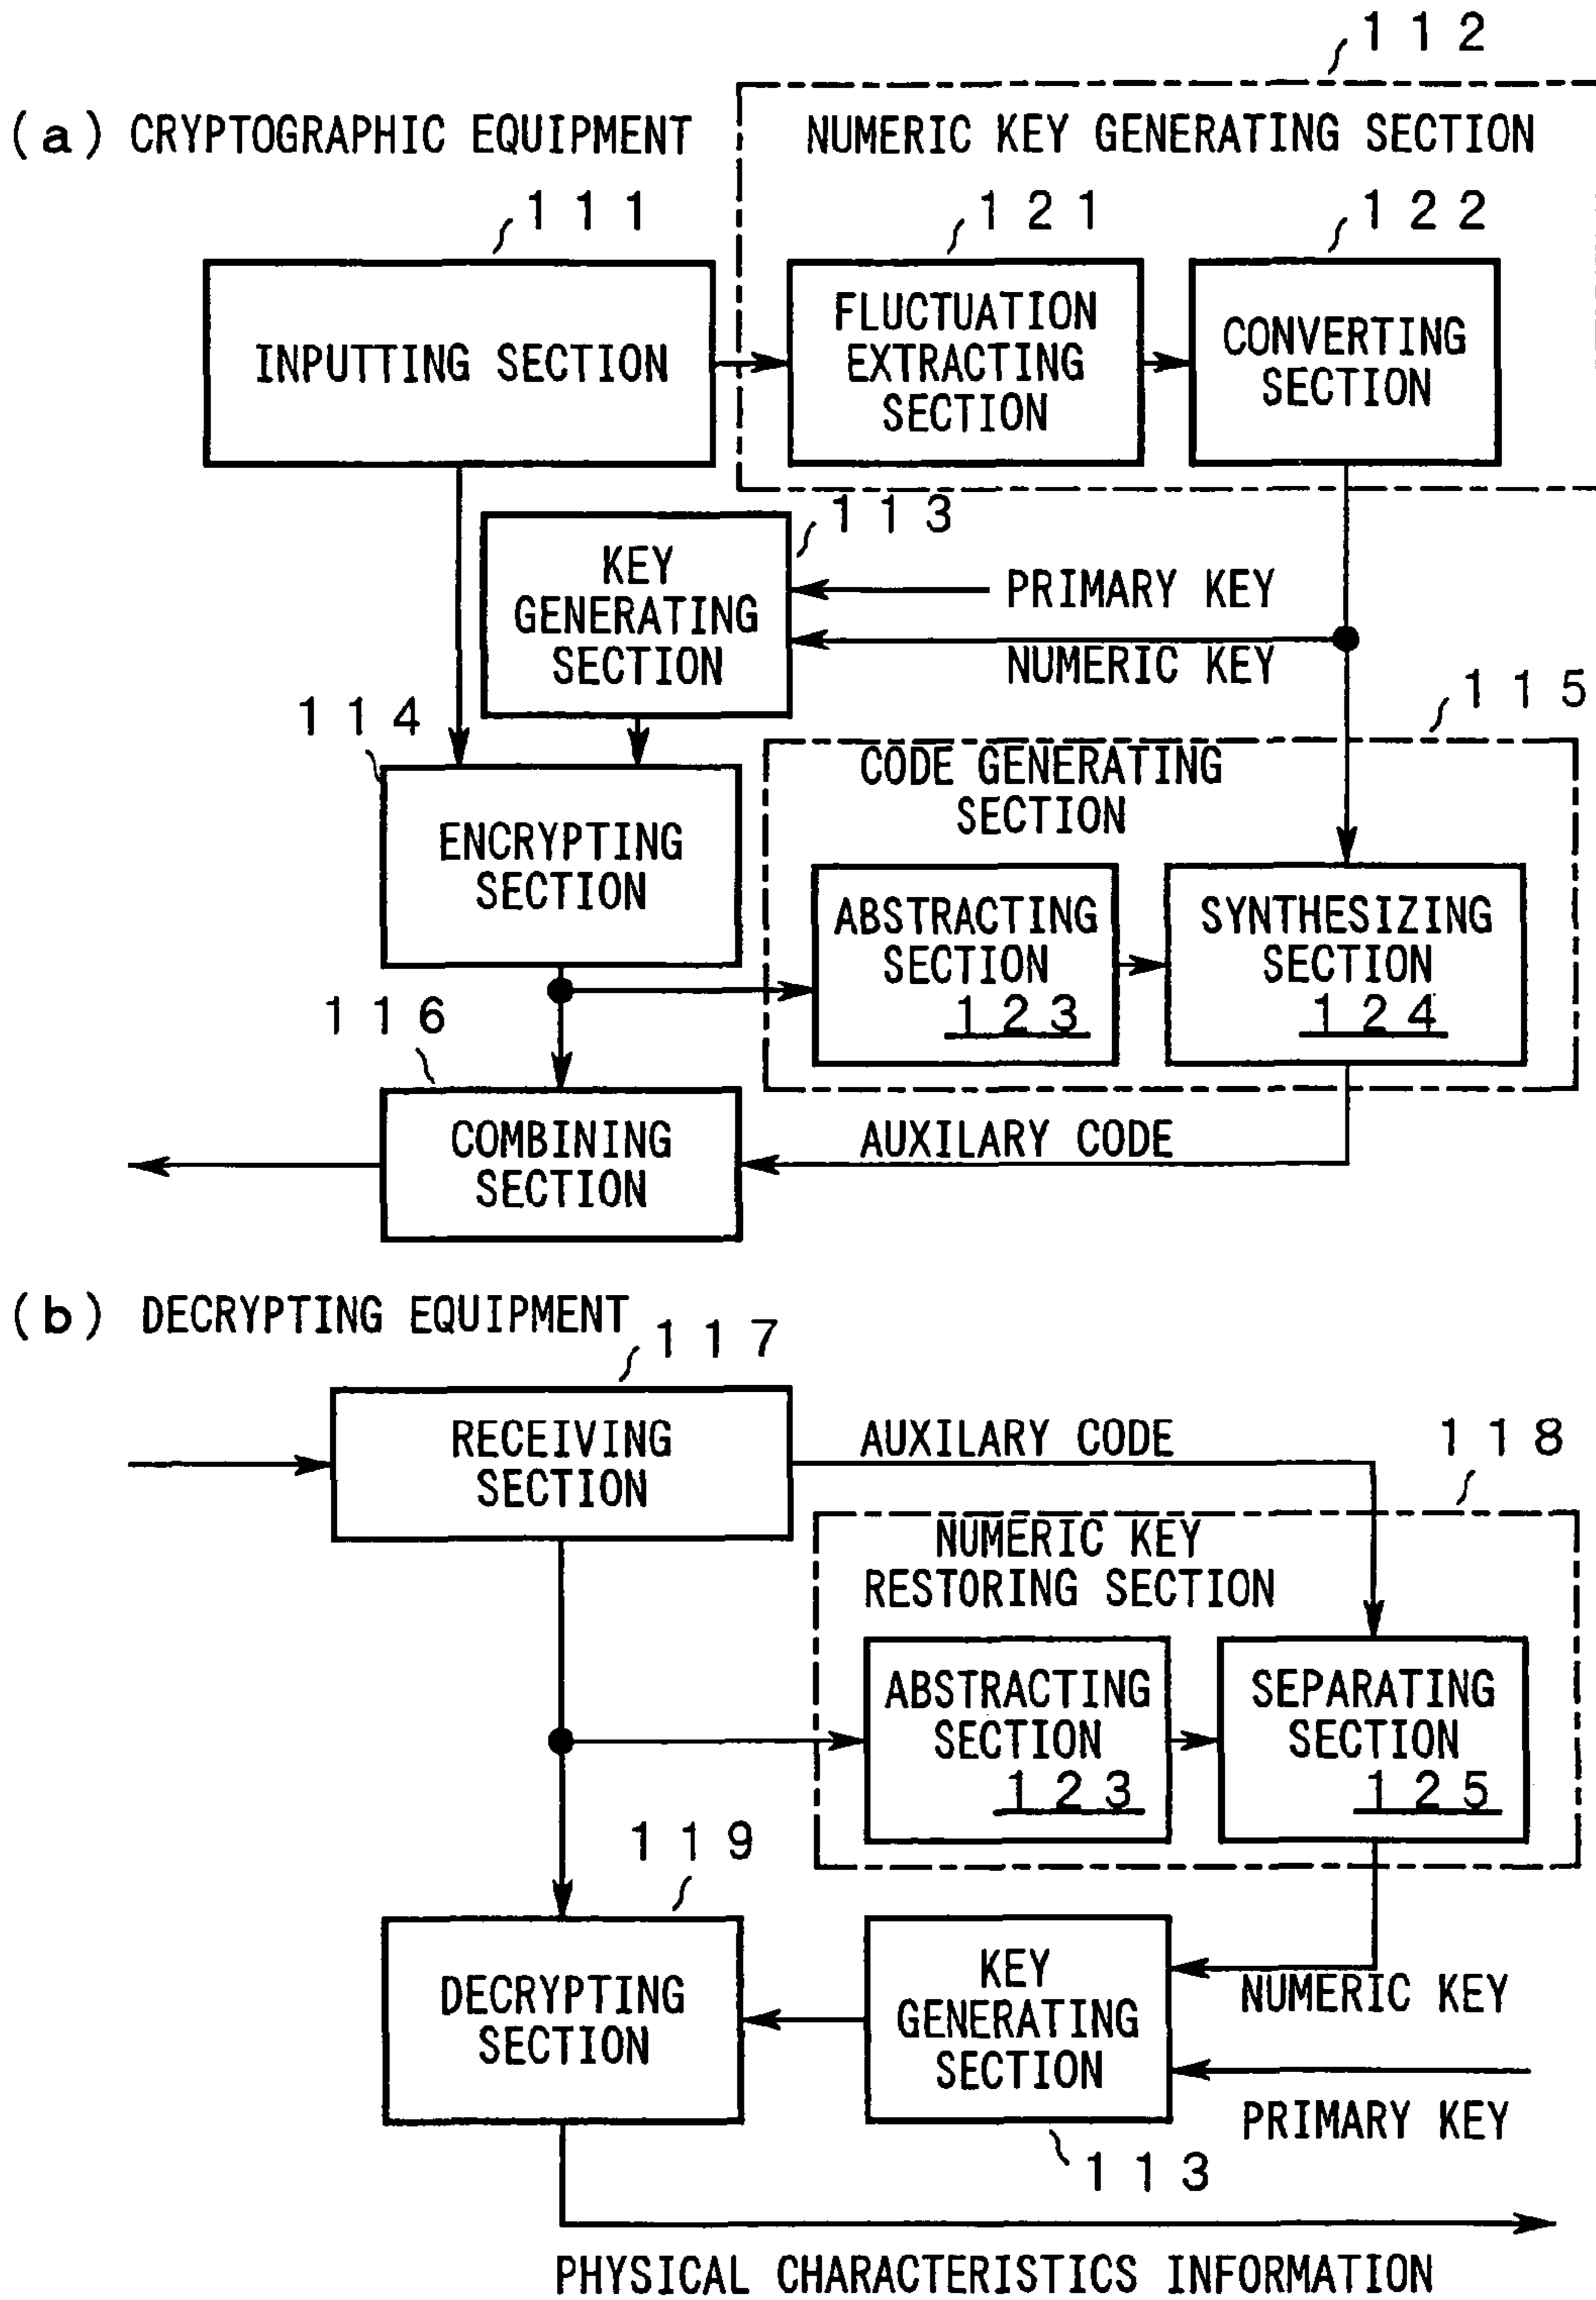 112
(a) CRYPTOGRAPHIC EQUIPMENT
NUMERIC KEY GENERATING SECTION
111
121
122
INPUTTING SECTION
FLUCTUATION
EXTRACTING
SECTION
CONVERTING
SECTION
113
KEY
GENERATING
SECTION
PRIMARY KEY
NUMERIC KEY
114
115
CODE GENERATING
SECTION
ENCRYPTING
SECTION
ABSTRACTING
SECTION
123
SYNTHESIZING
SECTION
124
116
COMBINING
SECTION
AUXILARY CODE
(b) DECRYPTING EQUIPMENT
117
RECEIVING
SECTION
AUXILARY CODE
118
NUMERIC KEY
RESTORING SECTION
ABSTRACTING
SECTION
123
SEPARATING
SECTION
125
119
DECRYPTING
SECTION
KEY
GENERATING
SECTION
NUMERIC KEY
PRIMARY KEY
113
PHYSICAL CHARACTERISTICS INFORMATION